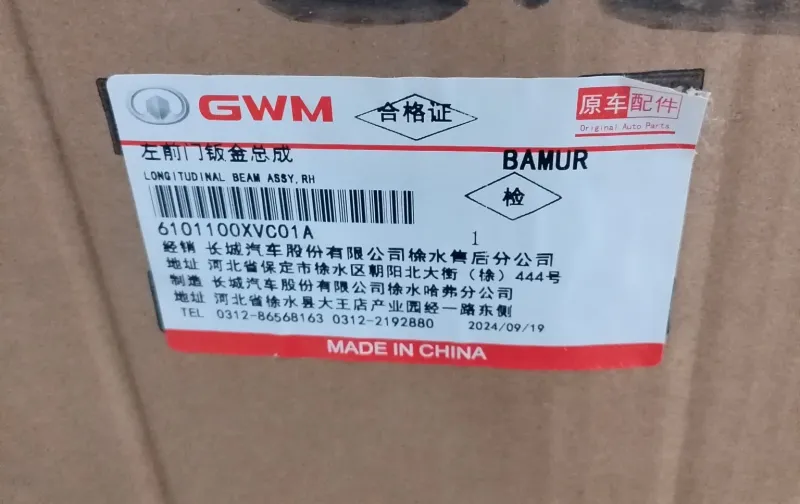 GWM
合格证
原车配件
Original Auto Parts
左前门钣金总成
BAMUR
LONGITUDINAL BEAM ASSY,RH
检
6101100XVC01A
1
经销 长城汽车股份有限公司徐水售后分公司
地址 河北省保定市徐水区朝阳北大街（徐）444号
制造 长城汽车股份有限公司徐水哈弗分公司
地址 河北省徐水县大王店产业园经一路东侧
TEL 0312-86568163 0312-2192880 2024/09/19
MADE IN CHINA